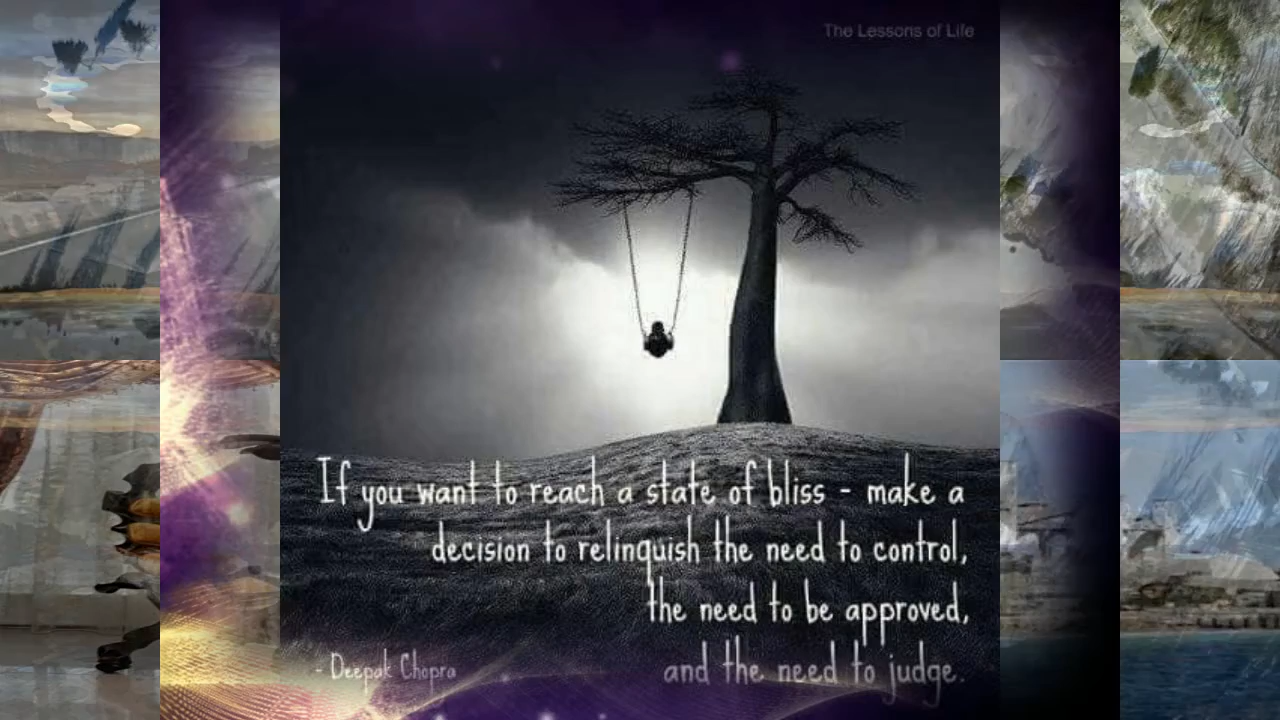 The Lessons of Life
If you want to reach a state of bliss - make a
decision to relinquish the need to control,
the need to be approved,
and the need to judge.
- Deepak Chopra